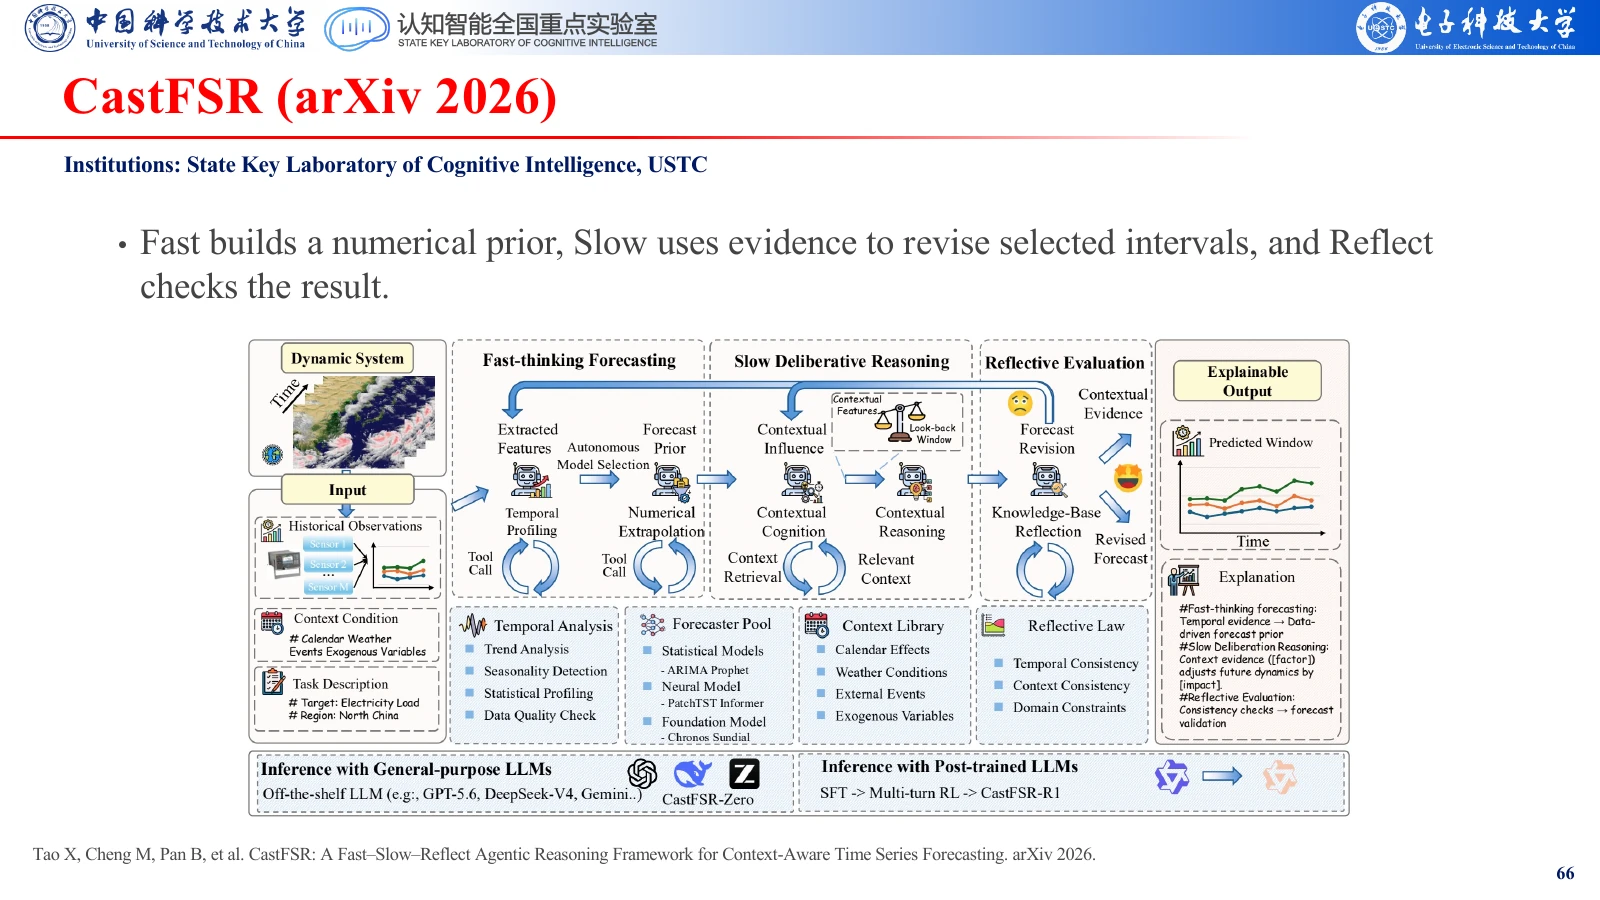 中国科学技术大学
University of Science and Technology of China
认知智能全国重点实验室
STATE KEY LABORATORY OF COGNITIVE INTELLIGENCE
电子科技大学
University of Electronic Science and Technology of China
CastFSR (arXiv 2026)
Institutions: State Key Laboratory of Cognitive Intelligence, USTC
• Fast builds a numerical prior, Slow uses evidence to revise selected intervals, and Reflect
checks the result.
Dynamic System
Time
Input
Historical Observations
Sensor 1
Sensor 2
...
Sensor M
Context Condition
# Calendar Weather
Events Exogenous Variables
Task Description
# Target: Electricity Load
# Region: North China
Fast-thinking Forecasting
Extracted
Features
Autonomous
Model Selection
Forecast
Prior
Temporal
Profiling
Numerical
Extrapolation
Tool
Call
Tool
Call
Slow Deliberative Reasoning
Contextual
Features
Look-back
Window
Contextual
Influence
Contextual
Cognition
Contextual
Reasoning
Context
Retrieval
Relevant
Context
Reflective Evaluation
Contextual
Evidence
Forecast
Revision
Knowledge-Base
Reflection
Revised
Forecast
Temporal Analysis
Trend Analysis
Seasonality Detection
Statistical Profiling
Data Quality Check
Forecaster Pool
Statistical Models
- ARIMA Prophet
Neural Model
- PatchTST Informer
Foundation Model
- Chronos Sundial
Context Library
Calendar Effects
Weather Conditions
External Events
Exogenous Variables
Reflective Law
Temporal Consistency
Context Consistency
Domain Constraints
Explainable
Output
Predicted Window
Time
Explanation
#Fast-thinking forecasting:
Temporal evidence → Data-
driven forecast prior
#Slow Deliberation Reasoning:
Context evidence ([factor])
adjusts future dynamics by
[impact].
#Reflective Evaluation:
Consistency checks → forecast
validation
Inference with General-purpose LLMs
Off-the-shelf LLM (e.g:, GPT-5.6, DeepSeek-V4, Gemini..)
CastFSR-Zero
Inference with Post-trained LLMs
SFT -> Multi-turn RL -> CastFSR-R1
Tao X, Cheng M, Pan B, et al. CastFSR: A Fast–Slow–Reflect Agentic Reasoning Framework for Context-Aware Time Series Forecasting. arXiv 2026.
66